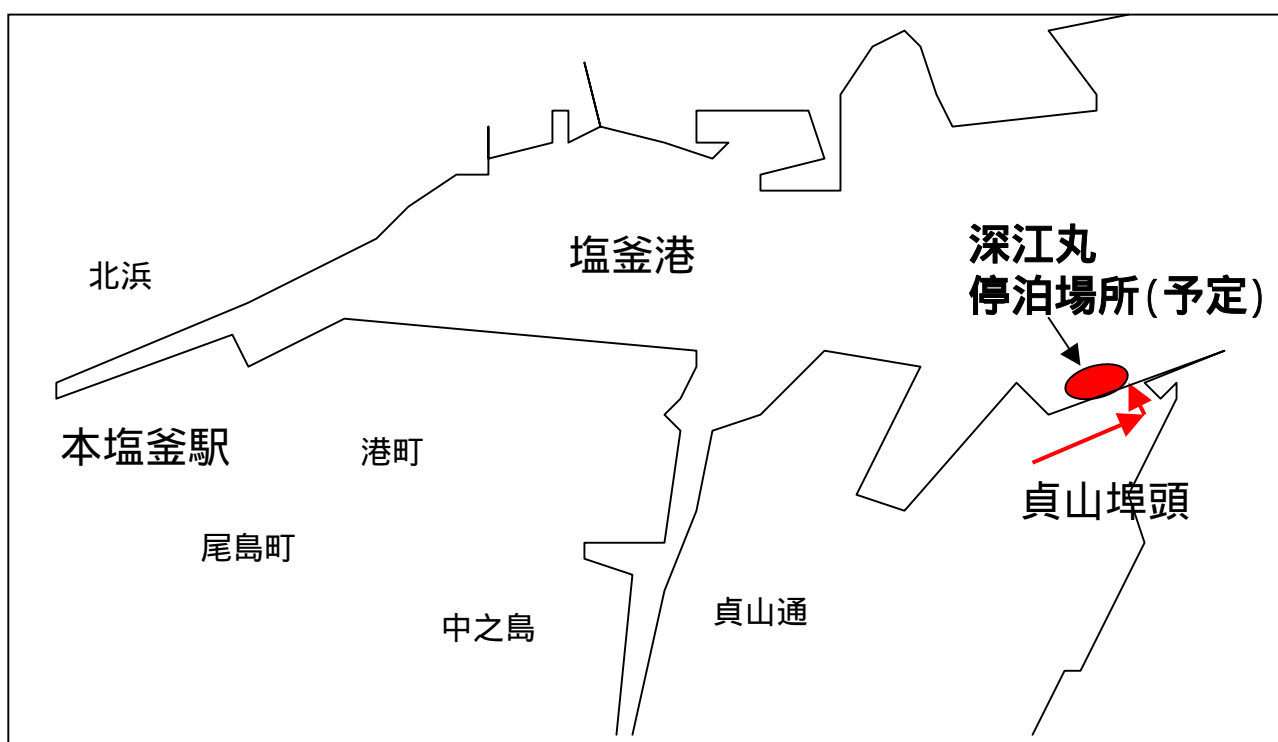 深江丸
停泊場所(予定)
塩釜港
北浜
本塩釜駅
港町
貞山埠頭
尾島町
貞山通
中之島